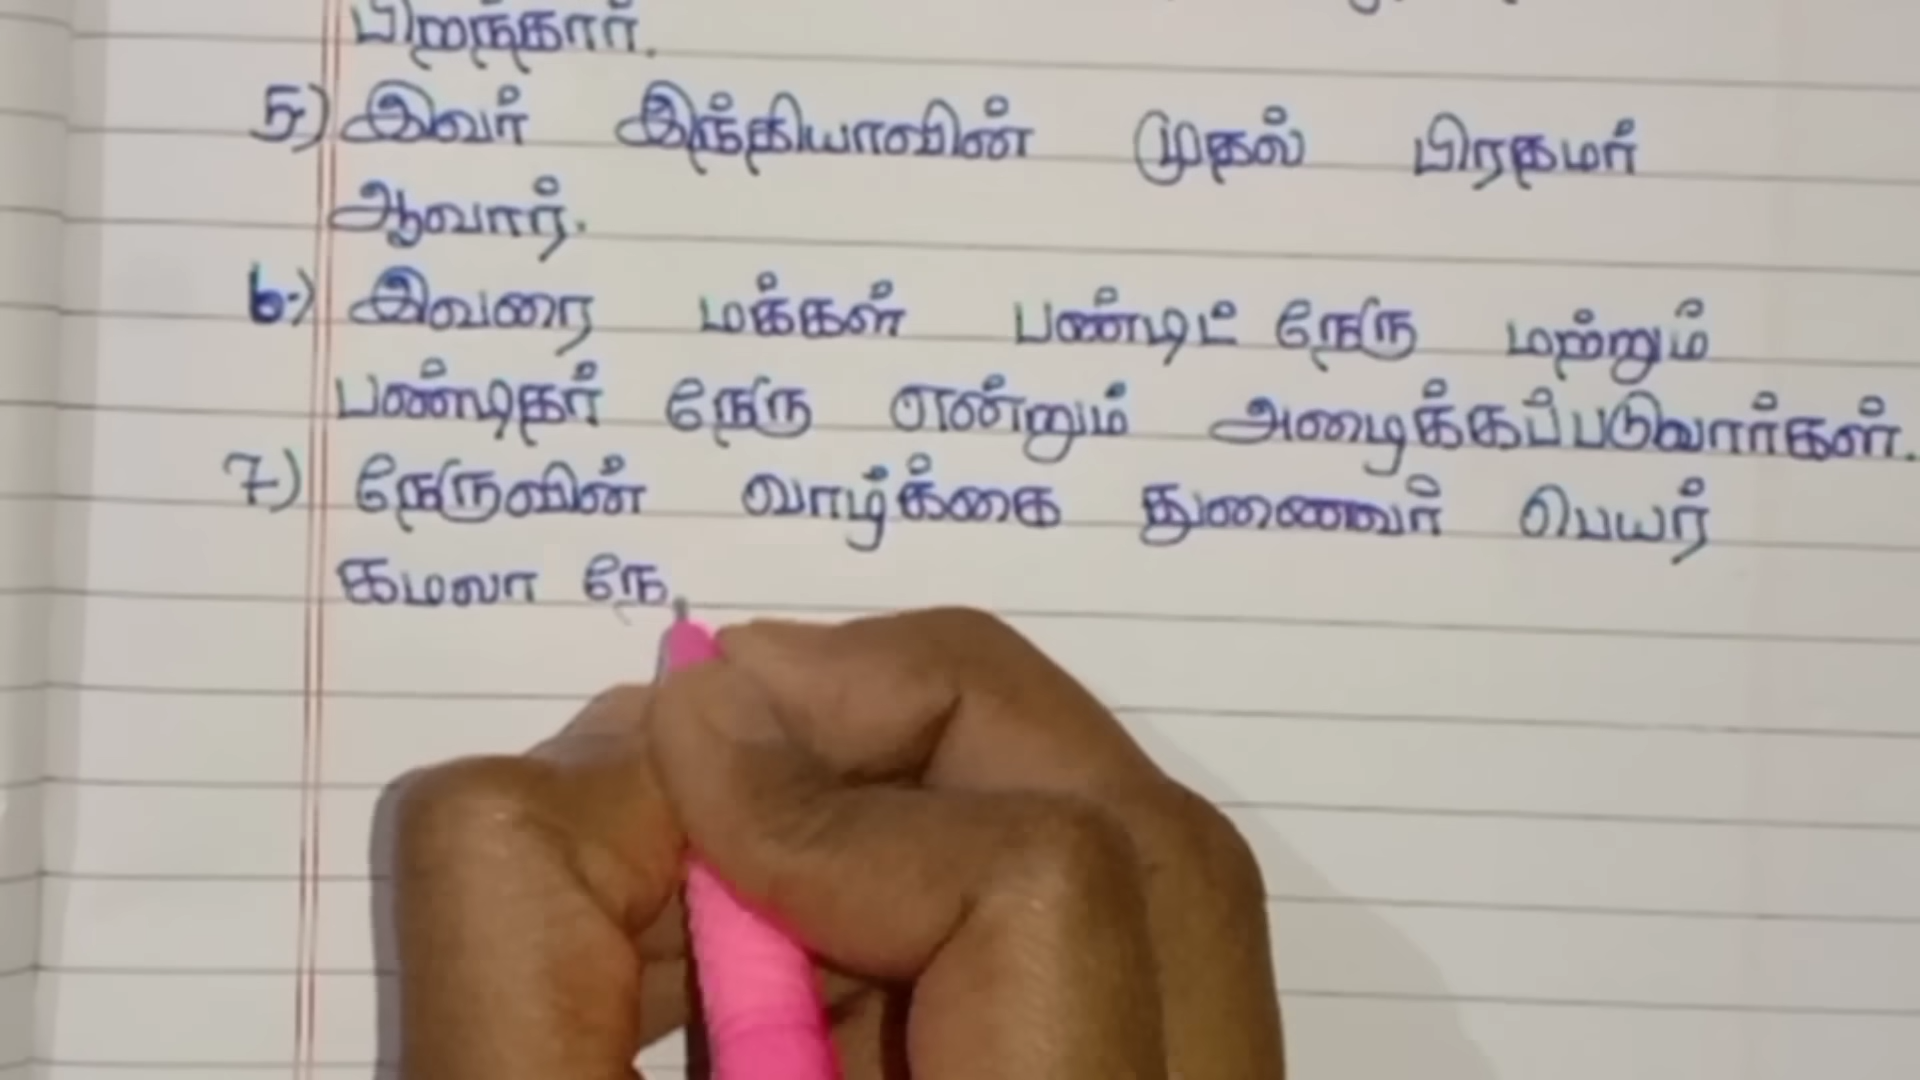 பிறந்தார்.
5) இவர் இந்தியாவின் முதல் பிரதமர்
ஆவார்.
6) இவரை மக்கள் பண்டிட் நேரு மற்றும்
பண்டிதர் நேரு என்றும் அழைக்கப்படுவார்கள்.
7) நேருவின் வாழ்க்கை துணைவர் பெயர்
கமலா நே